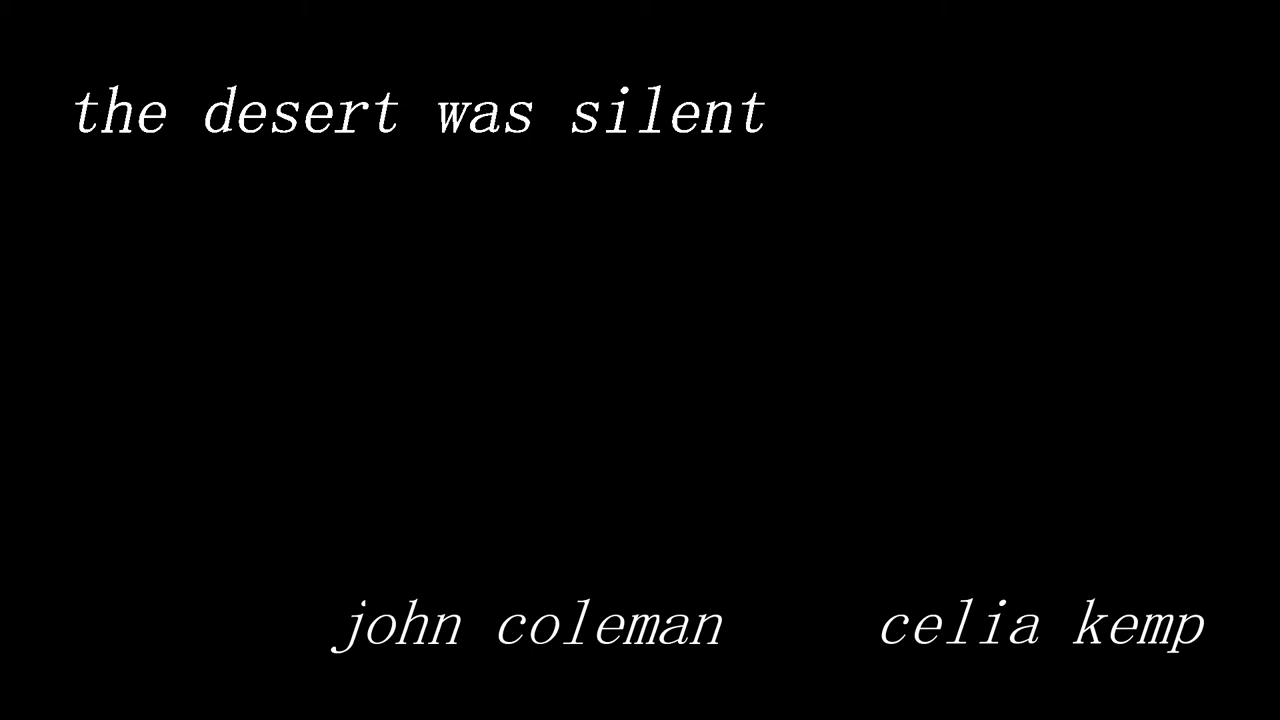 the desert was silent
john coleman celia kemp